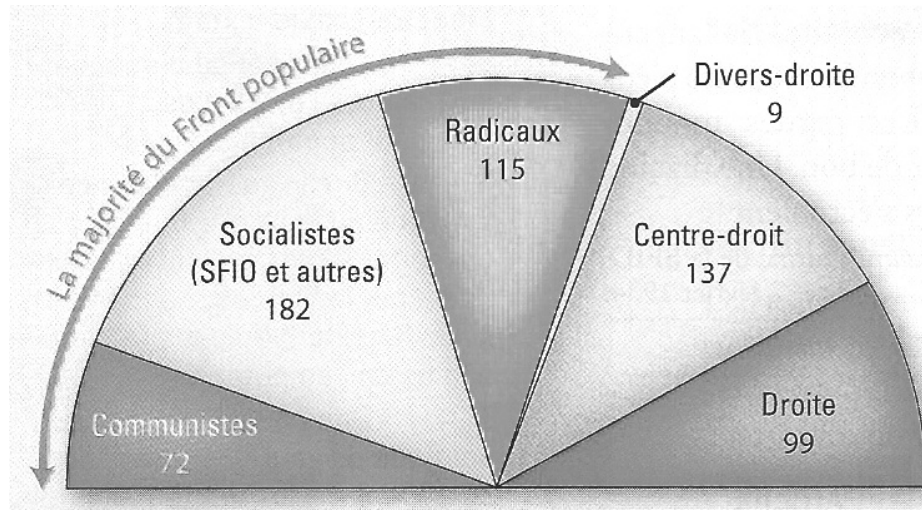 La majorité du Front populaire
Communistes
72
Socialistes
(SFIO et autres)
182
Radicaux
115
Divers-droite
9
Centre-droit
137
Droite
99